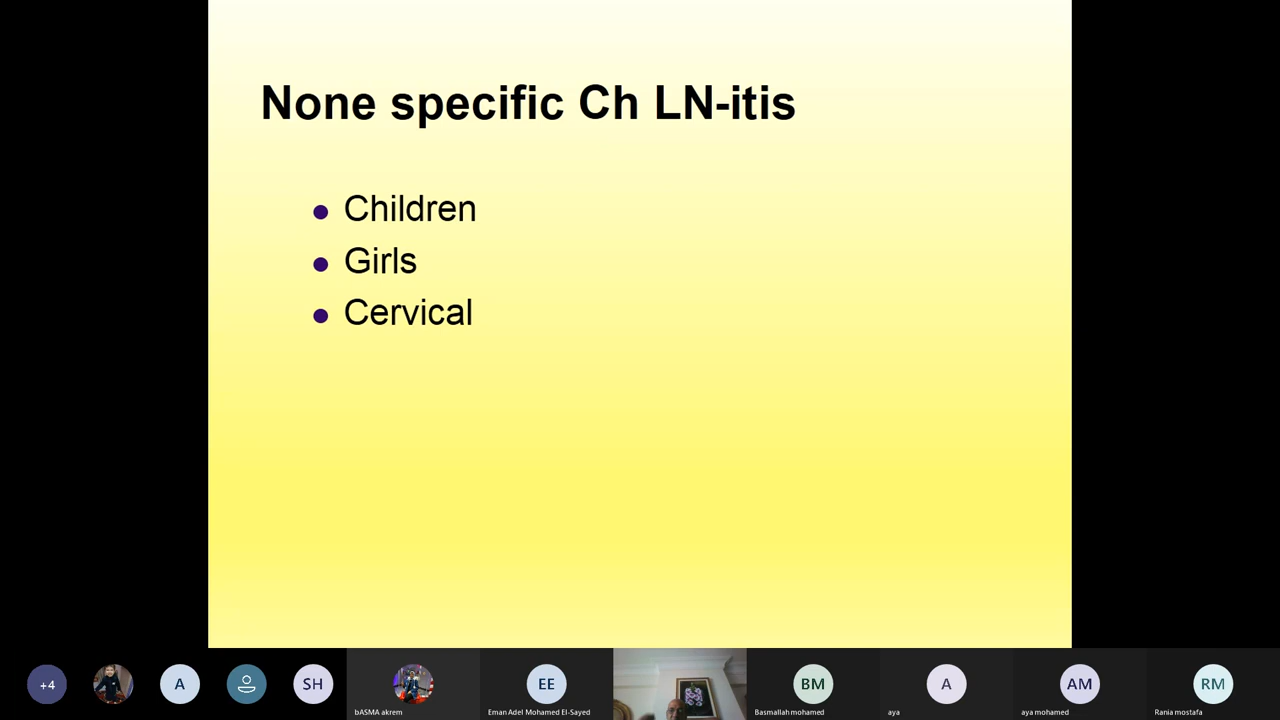 None specific Ch LN-itis
Children
Girls
Cervical
+4
A
SH
bASMA akrem
EE
Eman Adel Mohamed El-Sayed
BM
Basmallah mohamed
A
aya
AM
aya mohamed
RM
Rania mostafa